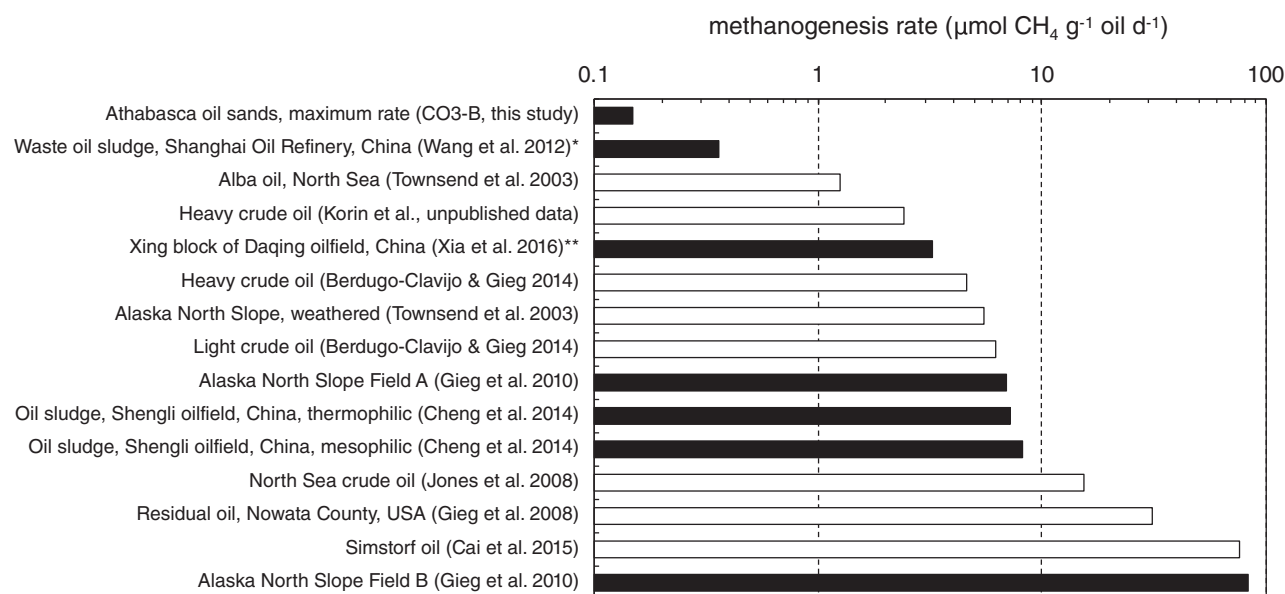 methanogenesis rate (µmol CH₄ g⁻¹ oil d⁻¹)
0.1 1 10 100
Athabasca oil sands, maximum rate (CO3-B, this study)
Waste oil sludge, Shanghai Oil Refinery, China (Wang et al. 2012)*
Alba oil, North Sea (Townsend et al. 2003)
Heavy crude oil (Korin et al., unpublished data)
Xing block of Daqing oilfield, China (Xia et al. 2016)**
Heavy crude oil (Berdugo-Clavijo & Gieg 2014)
Alaska North Slope, weathered (Townsend et al. 2003)
Light crude oil (Berdugo-Clavijo & Gieg 2014)
Alaska North Slope Field A (Gieg et al. 2010)
Oil sludge, Shengli oilfield, China, thermophilic (Cheng et al. 2014)
Oil sludge, Shengli oilfield, China, mesophilic (Cheng et al. 2014)
North Sea crude oil (Jones et al. 2008)
Residual oil, Nowata County, USA (Gieg et al. 2008)
Simstorf oil (Cai et al. 2015)
Alaska North Slope Field B (Gieg et al. 2010)